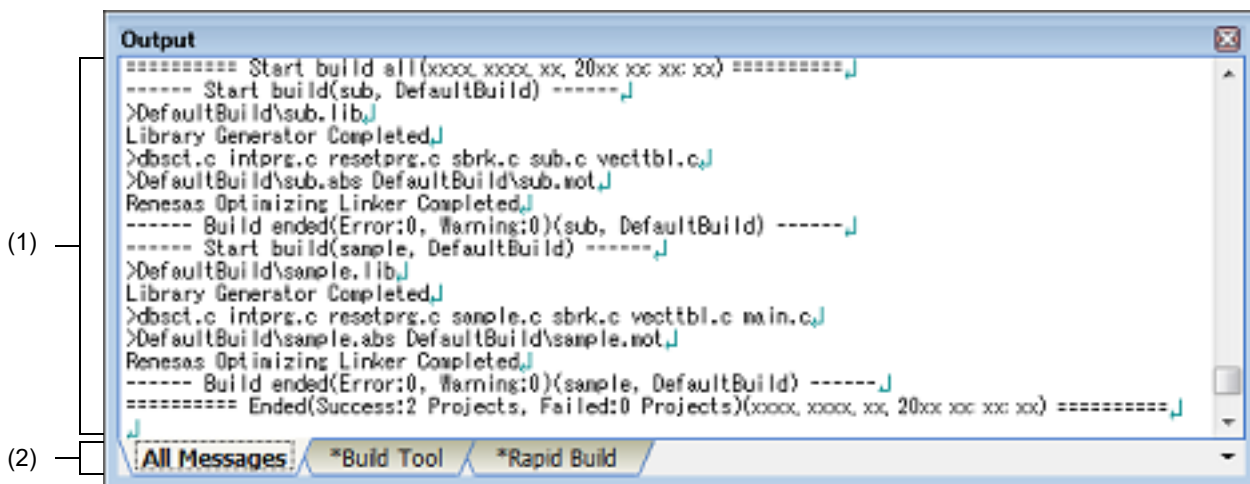 Output
========== Start build all(xxxx, xxxx, xx, 20xx xx: xx: xx) ==========
------ Start build(sub, DefaultBuild) ------
>DefaultBuild\sub.lib
Library Generator Completed
>dbsct.c intprg.c resetprg.c sbrk.c sub.c vecttbl.c
>DefaultBuild\sub.abs DefaultBuild\sub.mot
Renesas Optimizing Linker Completed
------ Build ended(Error:0, Warning:0)(sub, DefaultBuild) ------
------ Start build(sample, DefaultBuild) ------
>DefaultBuild\sample.lib
Library Generator Completed
>dbsct.c intprg.c resetprg.c sample.c sbrk.c vecttbl.c main.c
>DefaultBuild\sample.abs DefaultBuild\sample.mot
Renesas Optimizing Linker Completed
------ Build ended(Error:0, Warning:0)(sample, DefaultBuild) ------
========== Ended(Success:2 Projects, Failed:0 Projects)(xxxx, xxxx, xx, 20xx xx: xx: xx) ==========
(1)
(2)
All Messages *Build Tool *Rapid Build